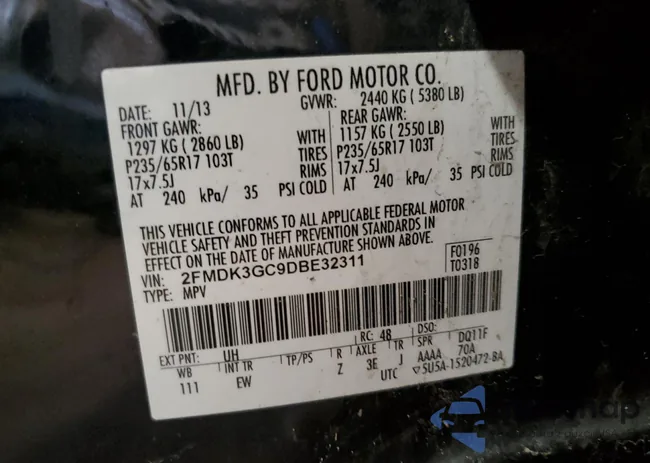 MFD. BY FORD MOTOR CO.
DATE: 11/13 GVWR: 2440 KG ( 5380 LB)
FRONT GAWR: REAR GAWR:
1297 KG ( 2860 LB) WITH 1157 KG ( 2550 LB) WITH
P235/65R17 103T TIRES P235/65R17 103T TIRES
17x7.5J RIMS 17x7.5J RIMS
AT 240 kPa/ 35 PSI COLD AT 240 kPa/ 35 PSI COLD
THIS VEHICLE CONFORMS TO ALL APPLICABLE FEDERAL MOTOR
VEHICLE SAFETY AND THEFT PREVENTION STANDARDS IN
EFFECT ON THE DATE OF MANUFACTURE SHOWN ABOVE.
VIN: 2FMDK3GC9DBE32311 F0196
TYPE: MPV T0318
EXT PNT: UH RC: 48 DSO: DQ11F
WB INT TR TP/PS R AXLE TR SPR 70A
111 EW Z 3E J AAAA
UTC 5U5A-1520472-BA